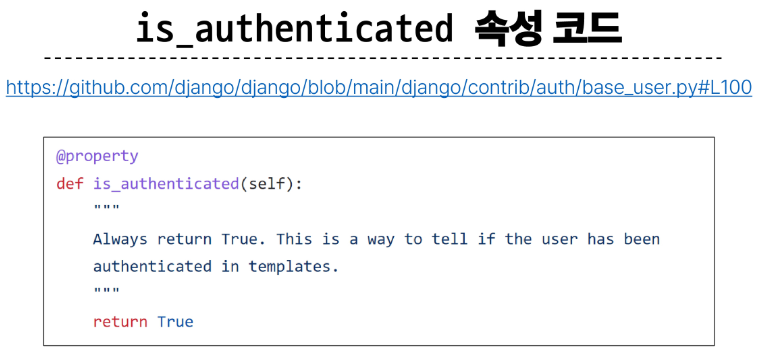 is_authenticated 속성 코드
https://github.com/django/django/blob/main/django/contrib/auth/base_user.py#L100
@property
def is_authenticated(self):
"""
Always return True. This is a way to tell if the user has been
authenticated in templates.
"""
return True